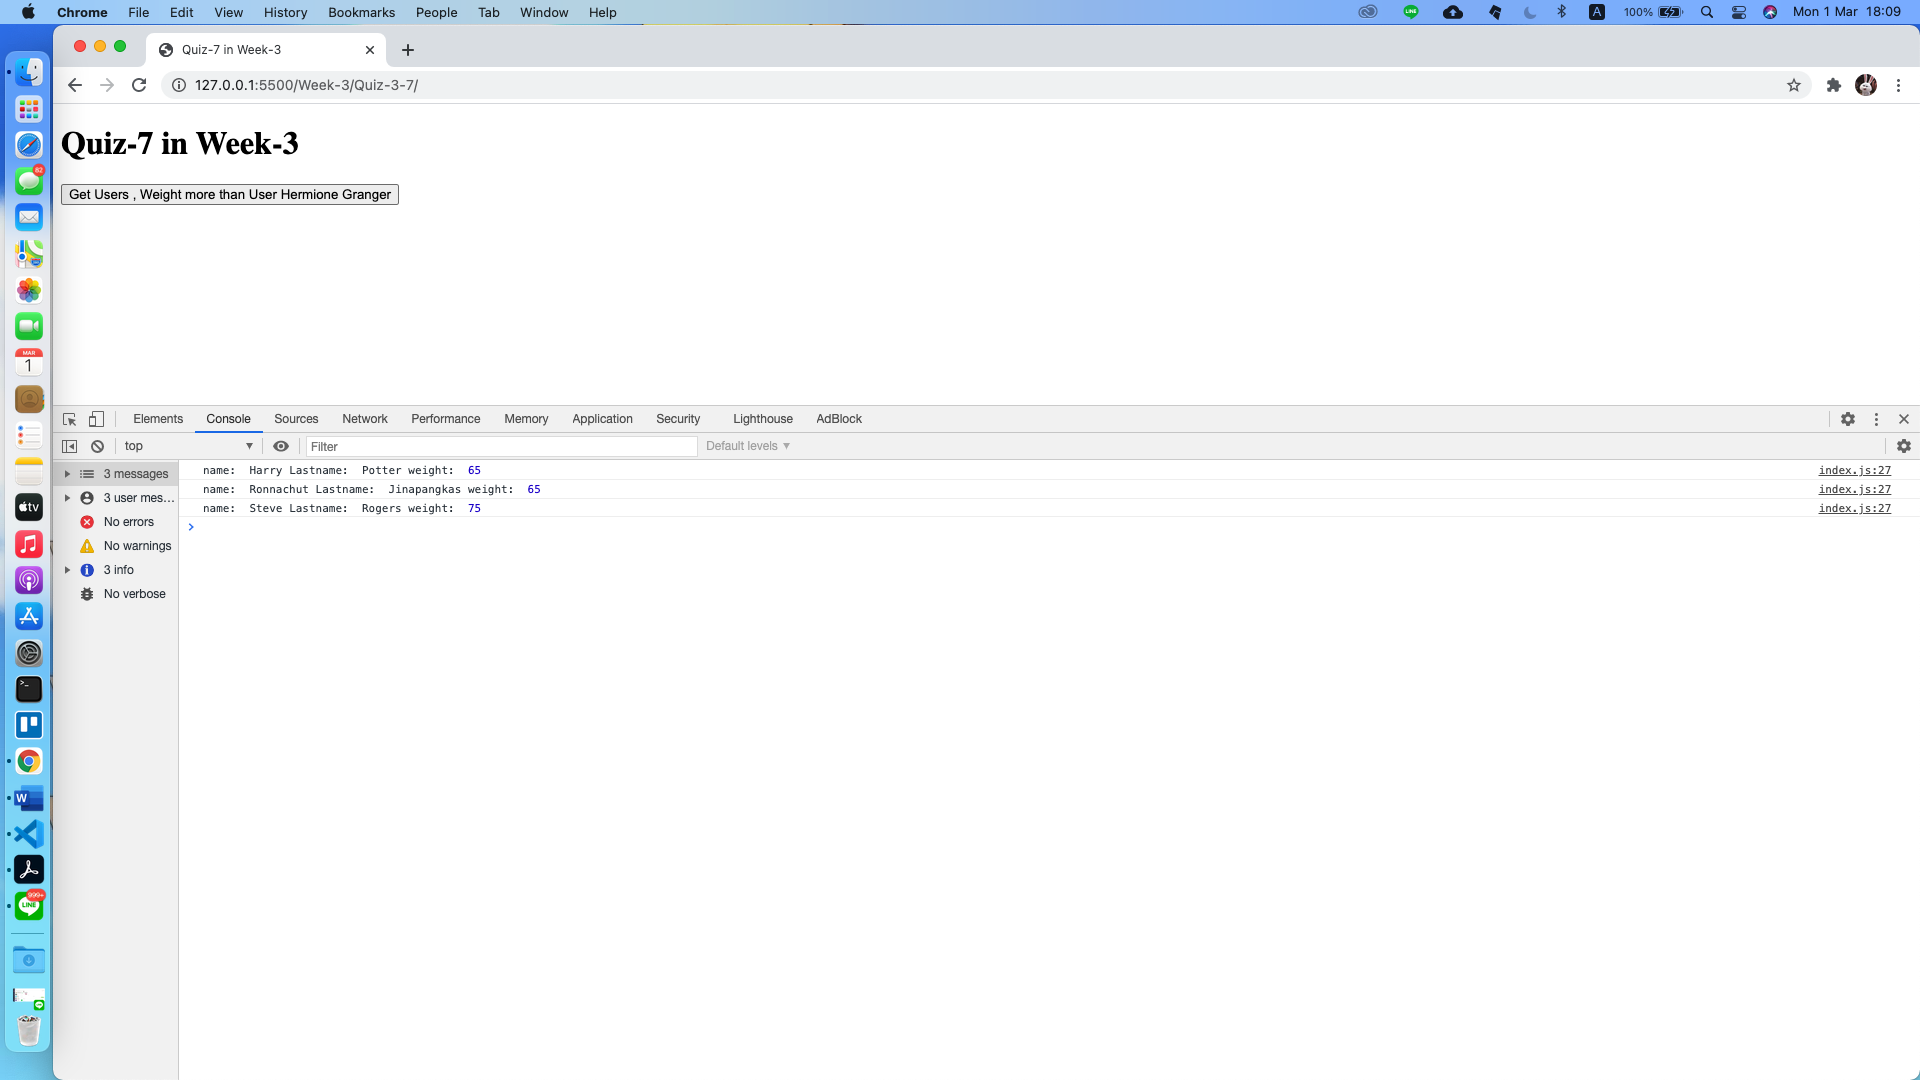 Chrome File Edit View History Bookmarks People Tab Window Help LINE A 100% Mon 1 Mar 18:09
Quiz-7 in Week-3
127.0.0.1:5500/Week-3/Quiz-3-7/
Quiz-7 in Week-3
Get Users , Weight more than User Hermione Granger
82
MAR
1
tv
W
999+
LINE
Elements Console Sources Network Performance Memory Application Security Lighthouse AdBlock
top Filter Default levels
3 messages
3 user mes...
No errors
No warnings
3 info
No verbose
name: Harry Lastname: Potter weight: 65 index.js:27
name: Ronnachut Lastname: Jinapangkas weight: 65 index.js:27
name: Steve Lastname: Rogers weight: 75 index.js:27